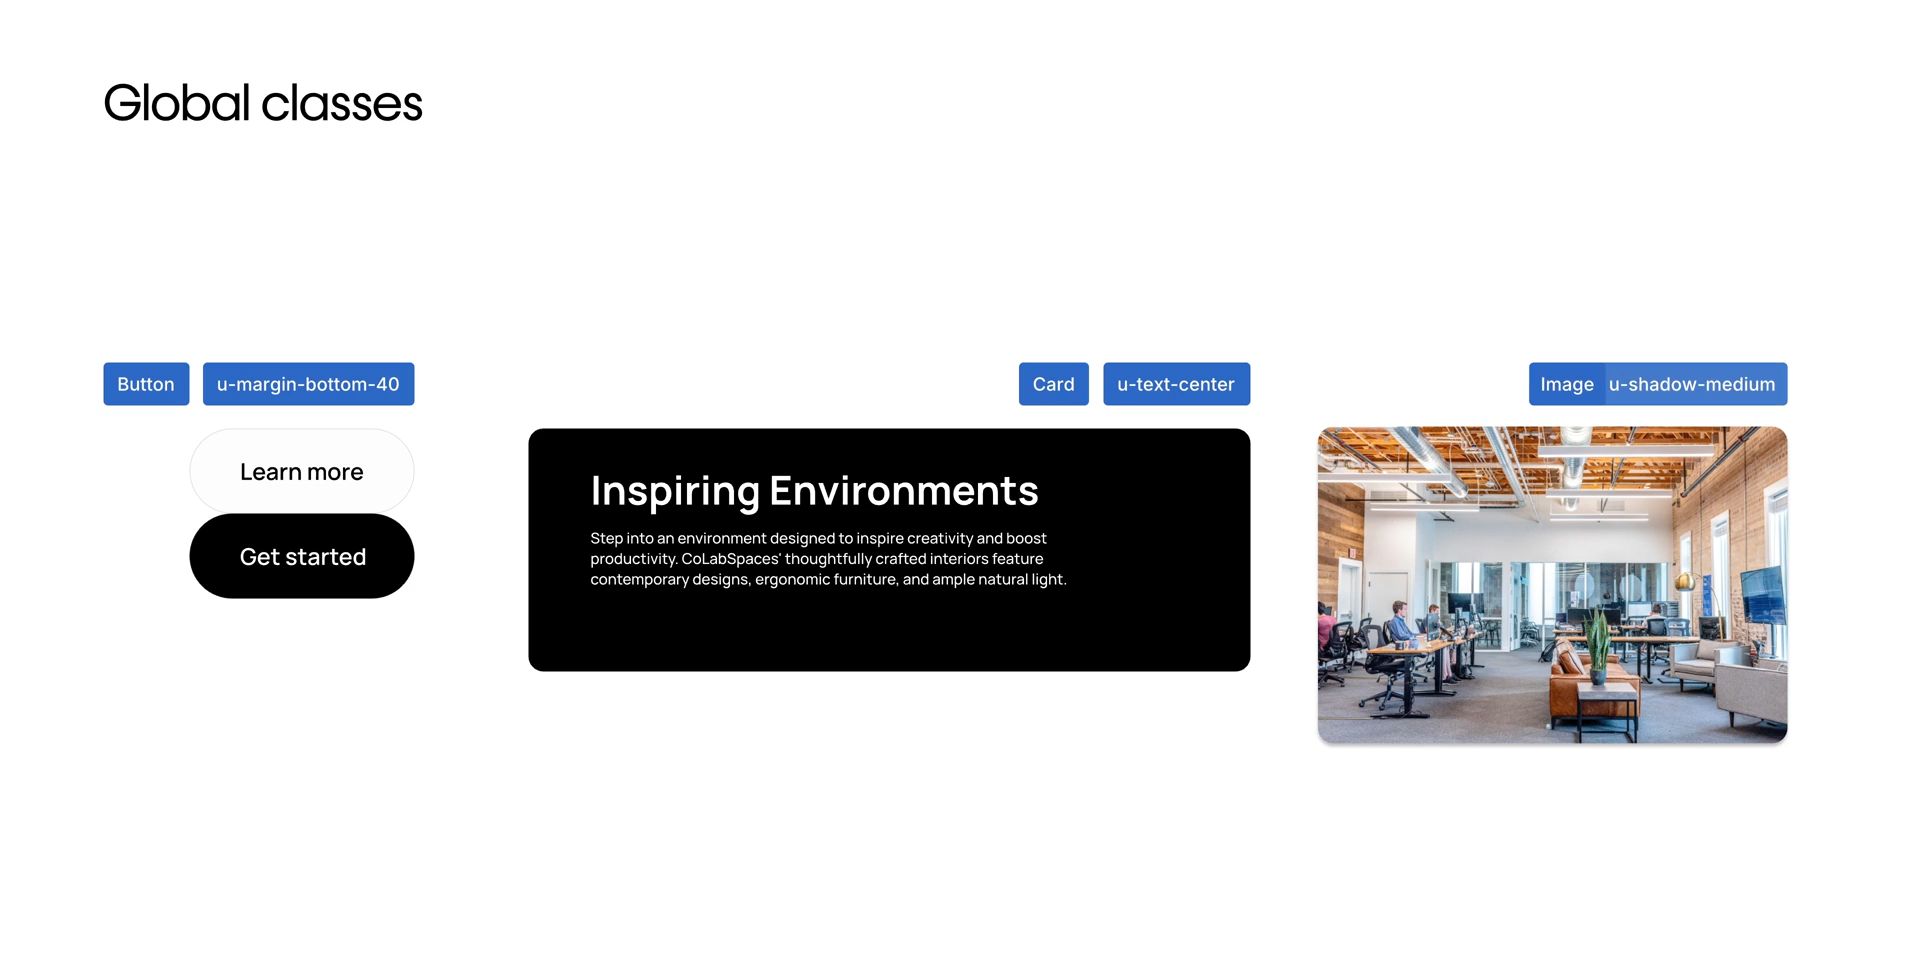 Global classes
Button u-margin-bottom-40
Learn more
Get started
Card u-text-center
Inspiring Environments
Step into an environment designed to inspire creativity and boost
productivity. CoLabSpaces' thoughtfully crafted interiors feature
contemporary designs, ergonomic furniture, and ample natural light.
Image u-shadow-medium